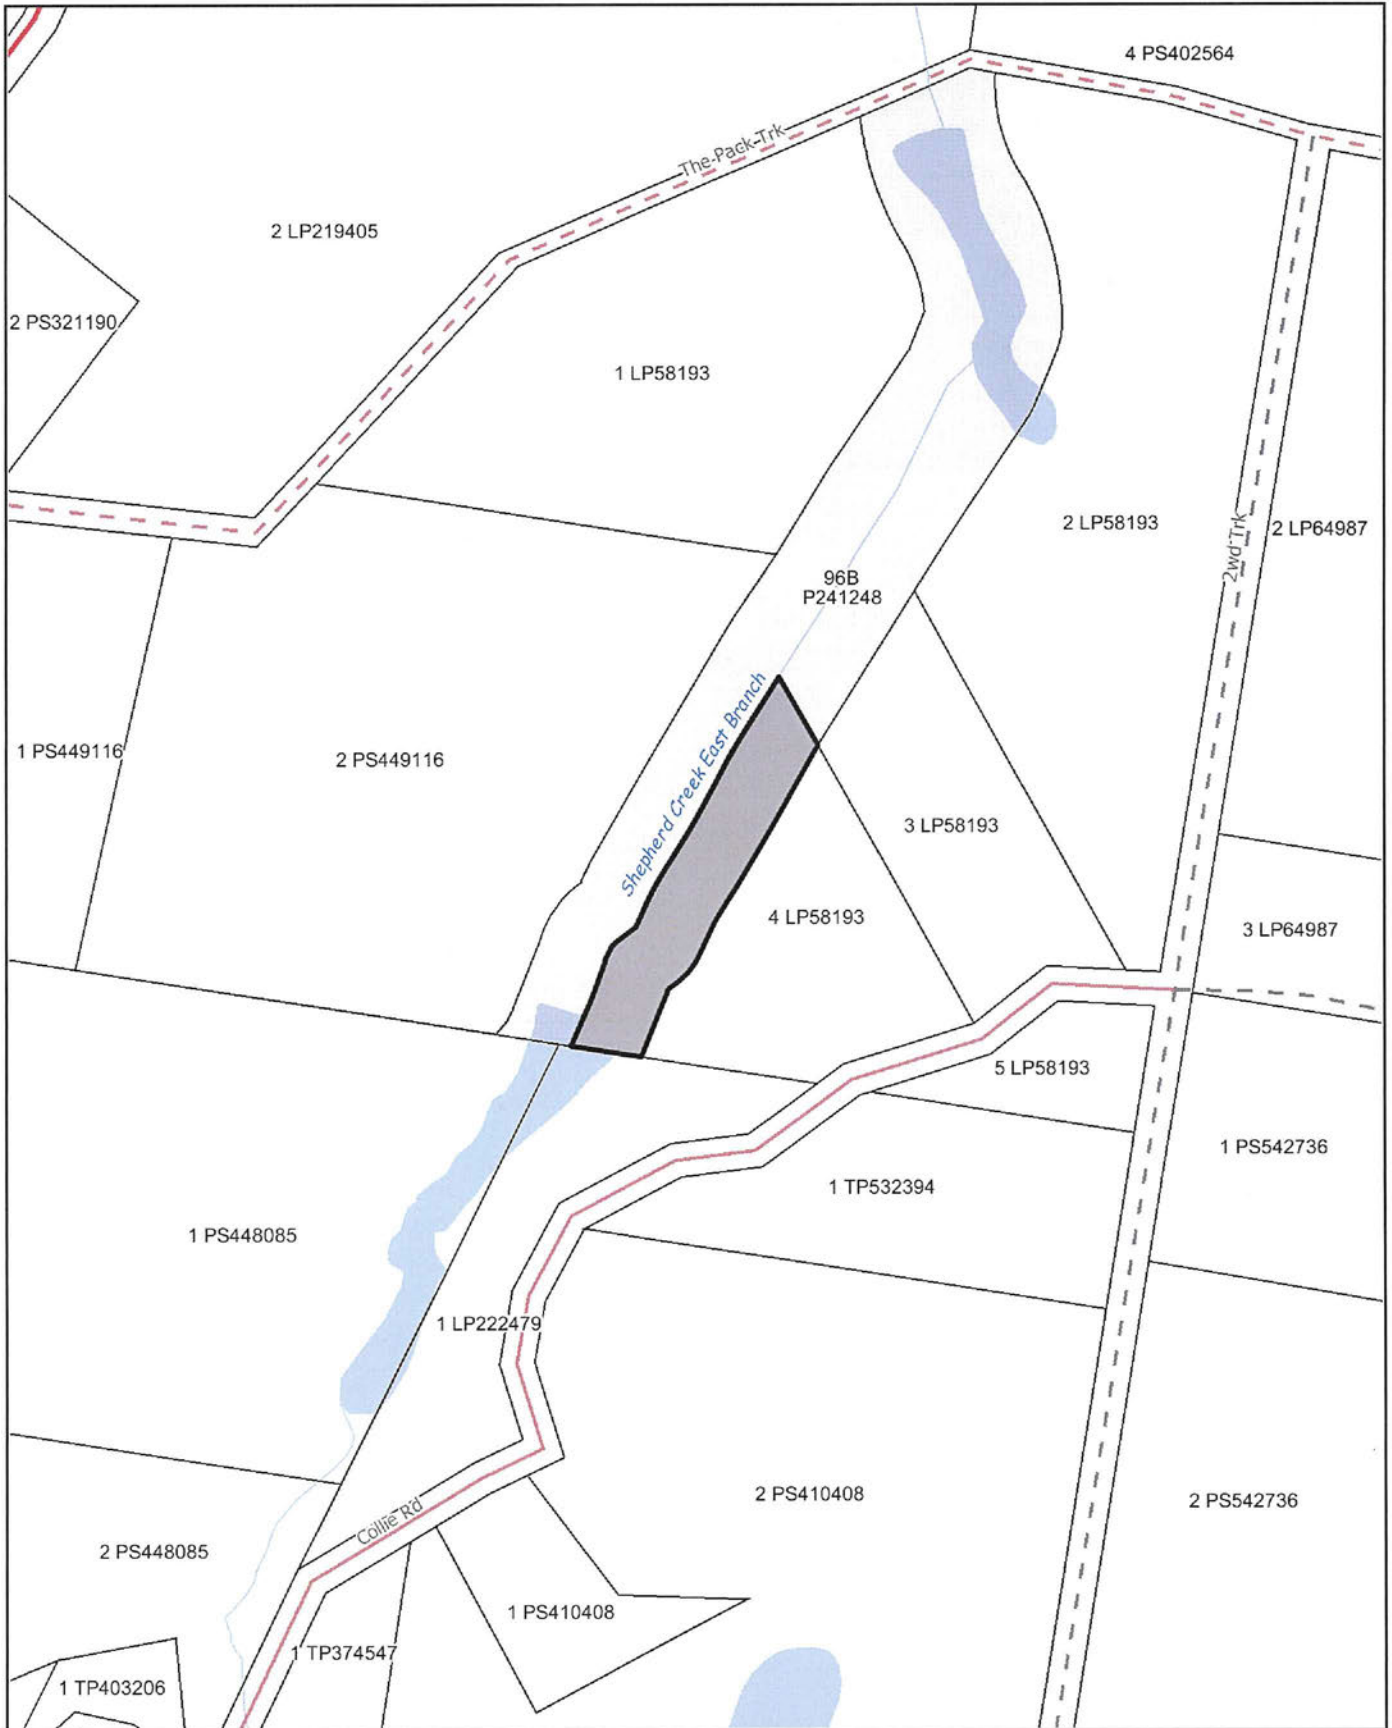 4 PS402564
The Pack Trk
2 LP219405
2 PS321190
1 LP58193
2 LP58193
2wd Trk
2 LP64987
96B
P241248
Shepherd Creek East Branch
1 PS449116
2 PS449116
3 LP58193
4 LP58193
3 LP64987
5 LP58193
1 PS542736
1 TP532394
1 PS448085
1 LP222479
2 PS410408
2 PS542736
Collie Rd
2 PS448085
1 PS410408
1 TP374547
1 TP403206